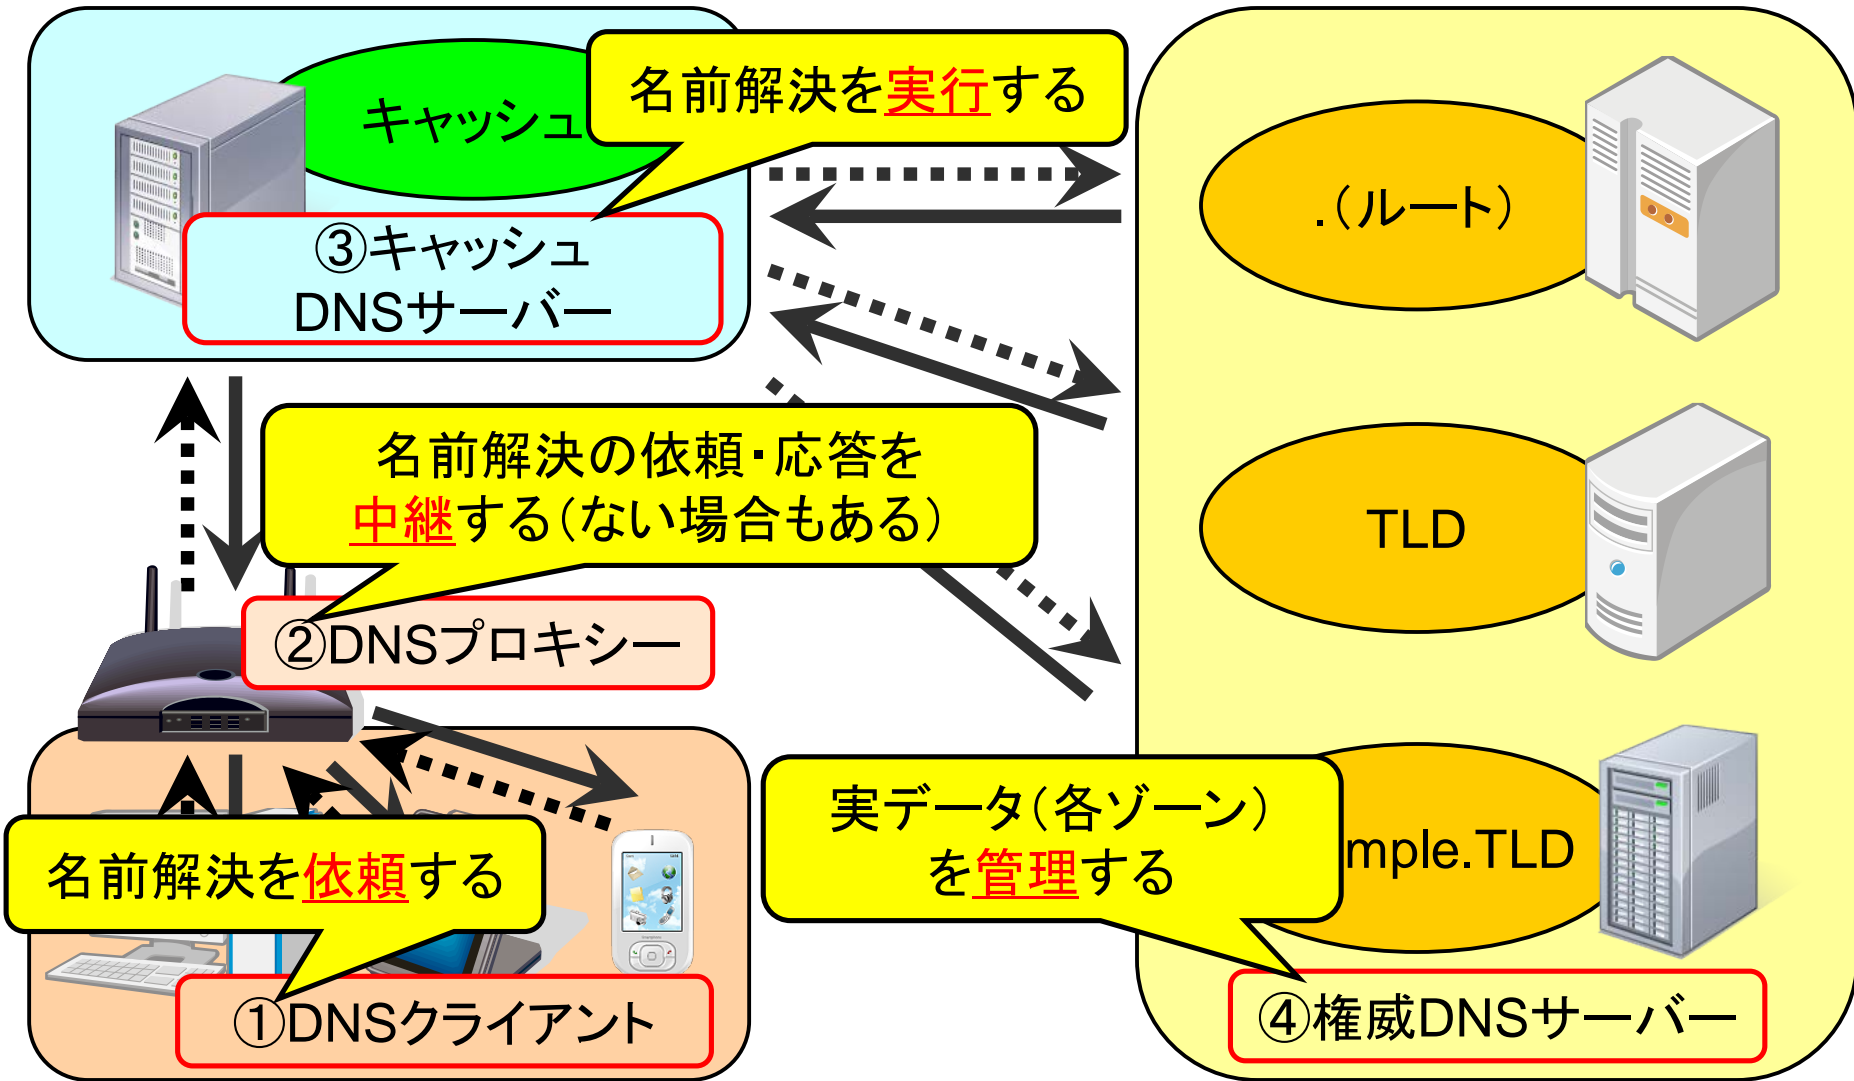 キャッシュ
名前解決を実行する
③キャッシュ
DNSサーバー
.(ルート)
名前解決の依頼・応答を
中継する(ない場合もある)
TLD
②DNSプロキシー
実データ(各ゾーン)
を管理する
mple.TLD
名前解決を依頼する
①DNSクライアント
④権威DNSサーバー